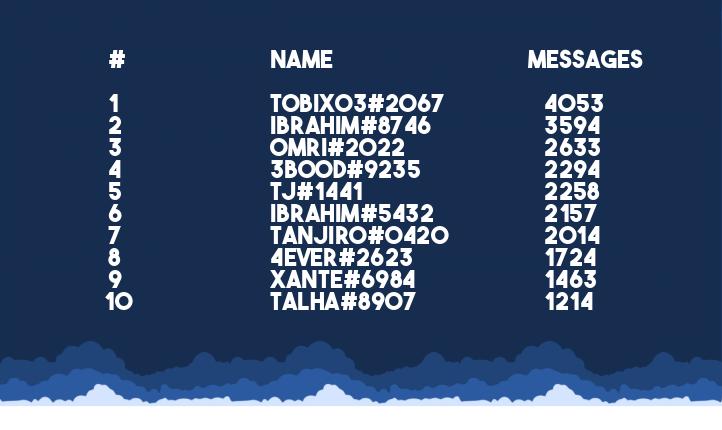 # NAME MESSAGES
1 TOBIXO3#2067 4053
2 IBRAHIM#8746 3594
3 OMRI#2022 2633
4 3BOOD#9235 2294
5 TJ#1441 2258
6 IBRAHIM#5432 2157
7 TANJIRO#0420 2014
8 4EVER#2623 1724
9 XANTE#6984 1463
10 TALHA#8907 1214